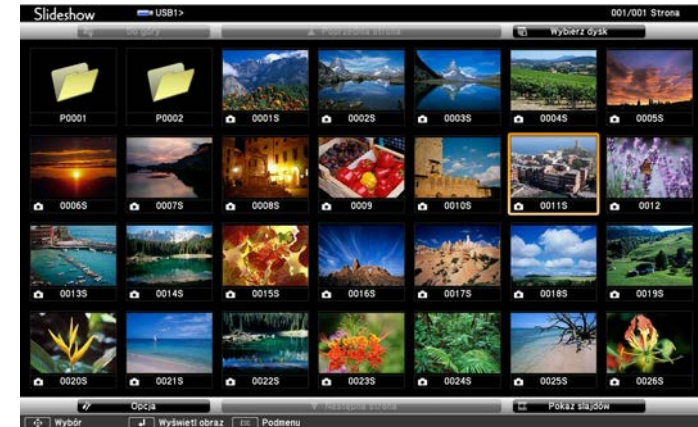 Slideshow USB1> 001/001 Strona
Do góry Poprzednia strona Wybierz dysk
P0001 P0002 0001S 0002S 0003S 0004S 0005S
0006S 0007S 0008S 0009 0010S 0011S 0012
0013S 0014S 0015S 0016S 0017S 0018S 0019S
0020S 0021S 0022S 0023S 0024S 0025S 0026S
Opcja Następna strona Pokaz slajdów
Wybór Wyświetl obraz Esc Podmenu